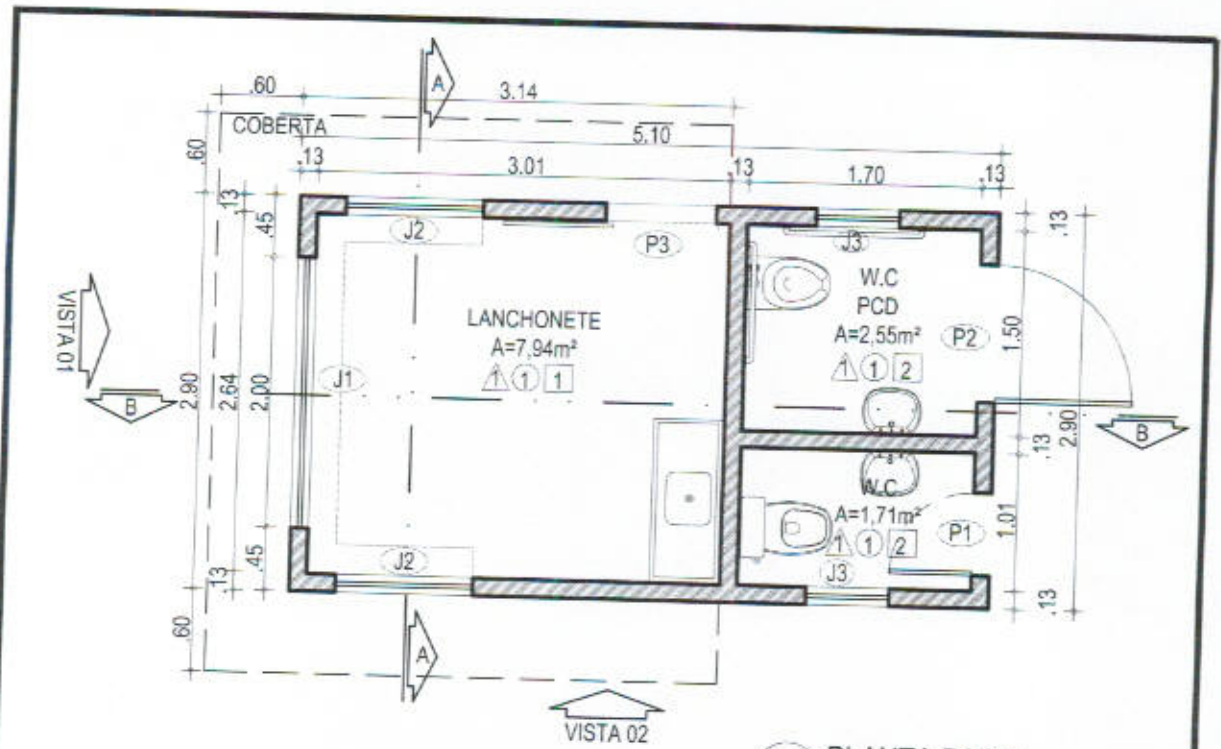 .60
3.14
A
COBERTA
5.10
.60
.13
3.01
.13
1.70
.13
.13
.45
J2
P3
J3
.13
W.C
PCD
A=2,55m²
1 1 2
P2
1.50
VISTA 01
LANCHONETE
A=7,94m²
1 1 1
J1
2.90
2.64
2.00
B
B
.13
2.90
W.C
A=1,71m²
1 1 2
P1
1.01
J3
.45
J2
.13
.13
.60
A
VISTA 02